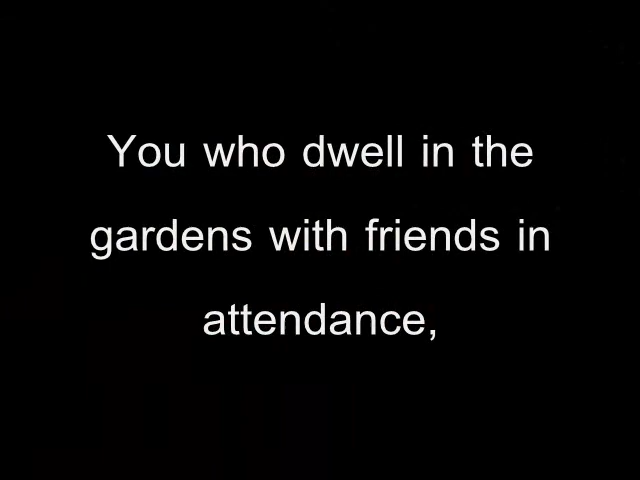 You who dwell in the
gardens with friends in
attendance,